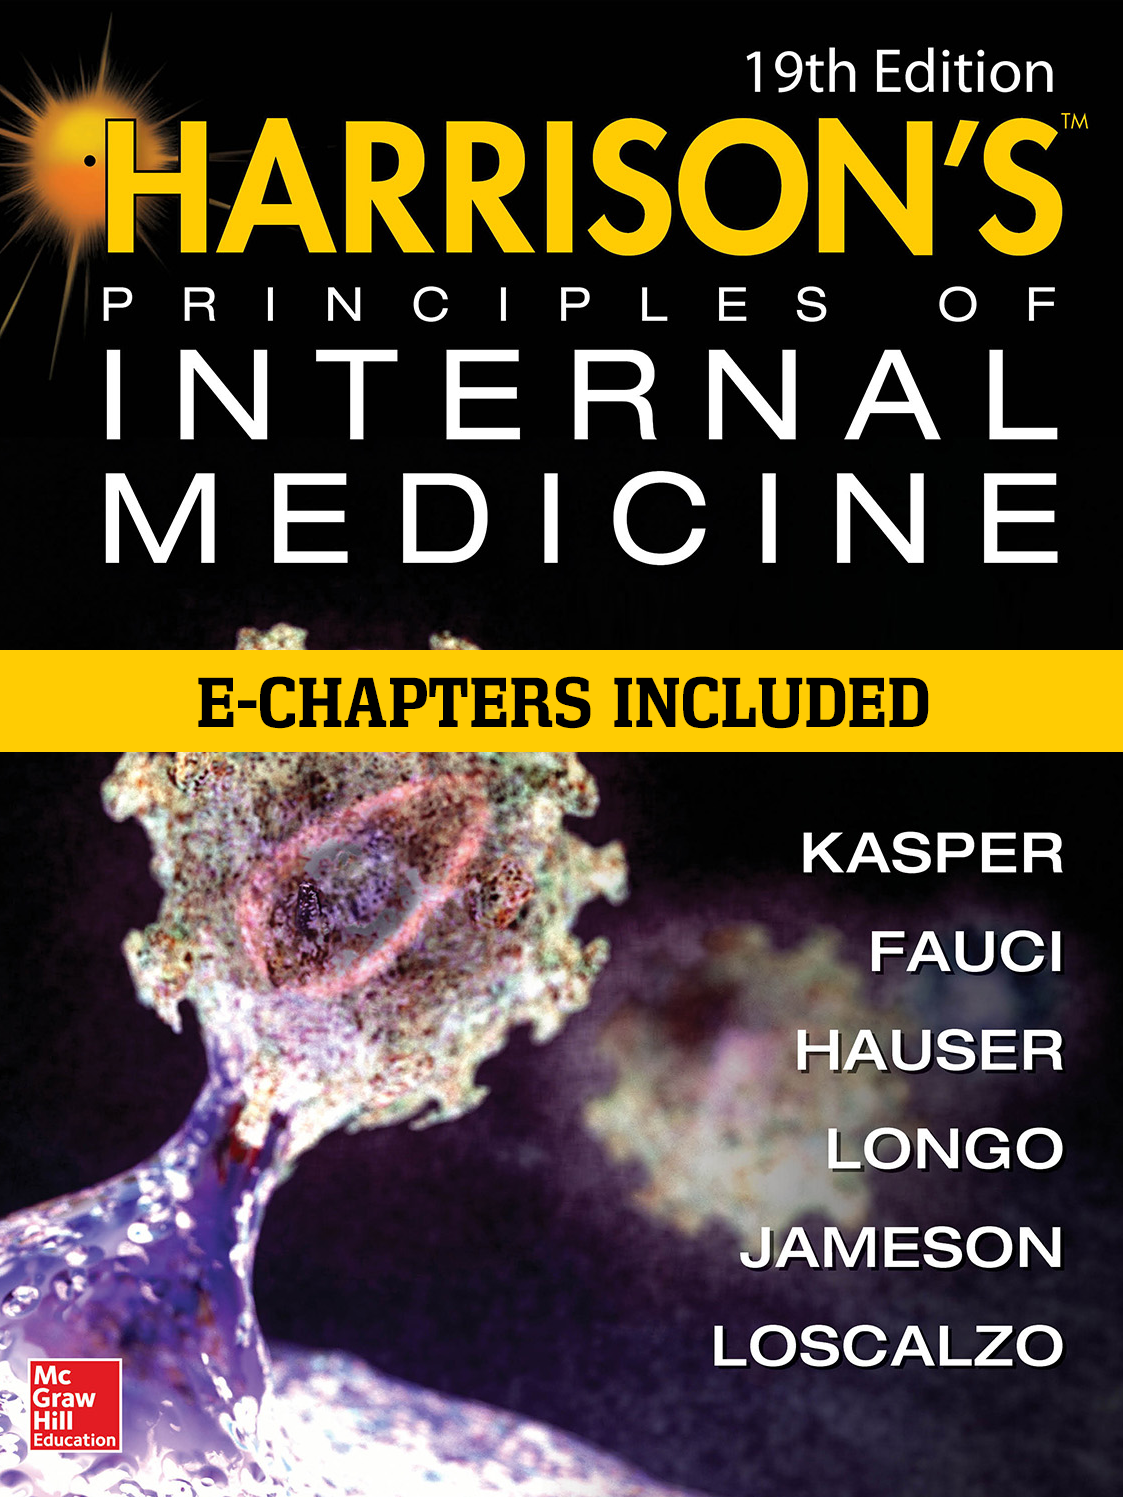 19th Edition
HARRISON'S™
PRINCIPLES OF
INTERNAL
MEDICINE
E-CHAPTERS INCLUDED
KASPER
FAUCI
HAUSER
LONGO
JAMESON
LOSCALZO
Mc
Graw
Hill
Education